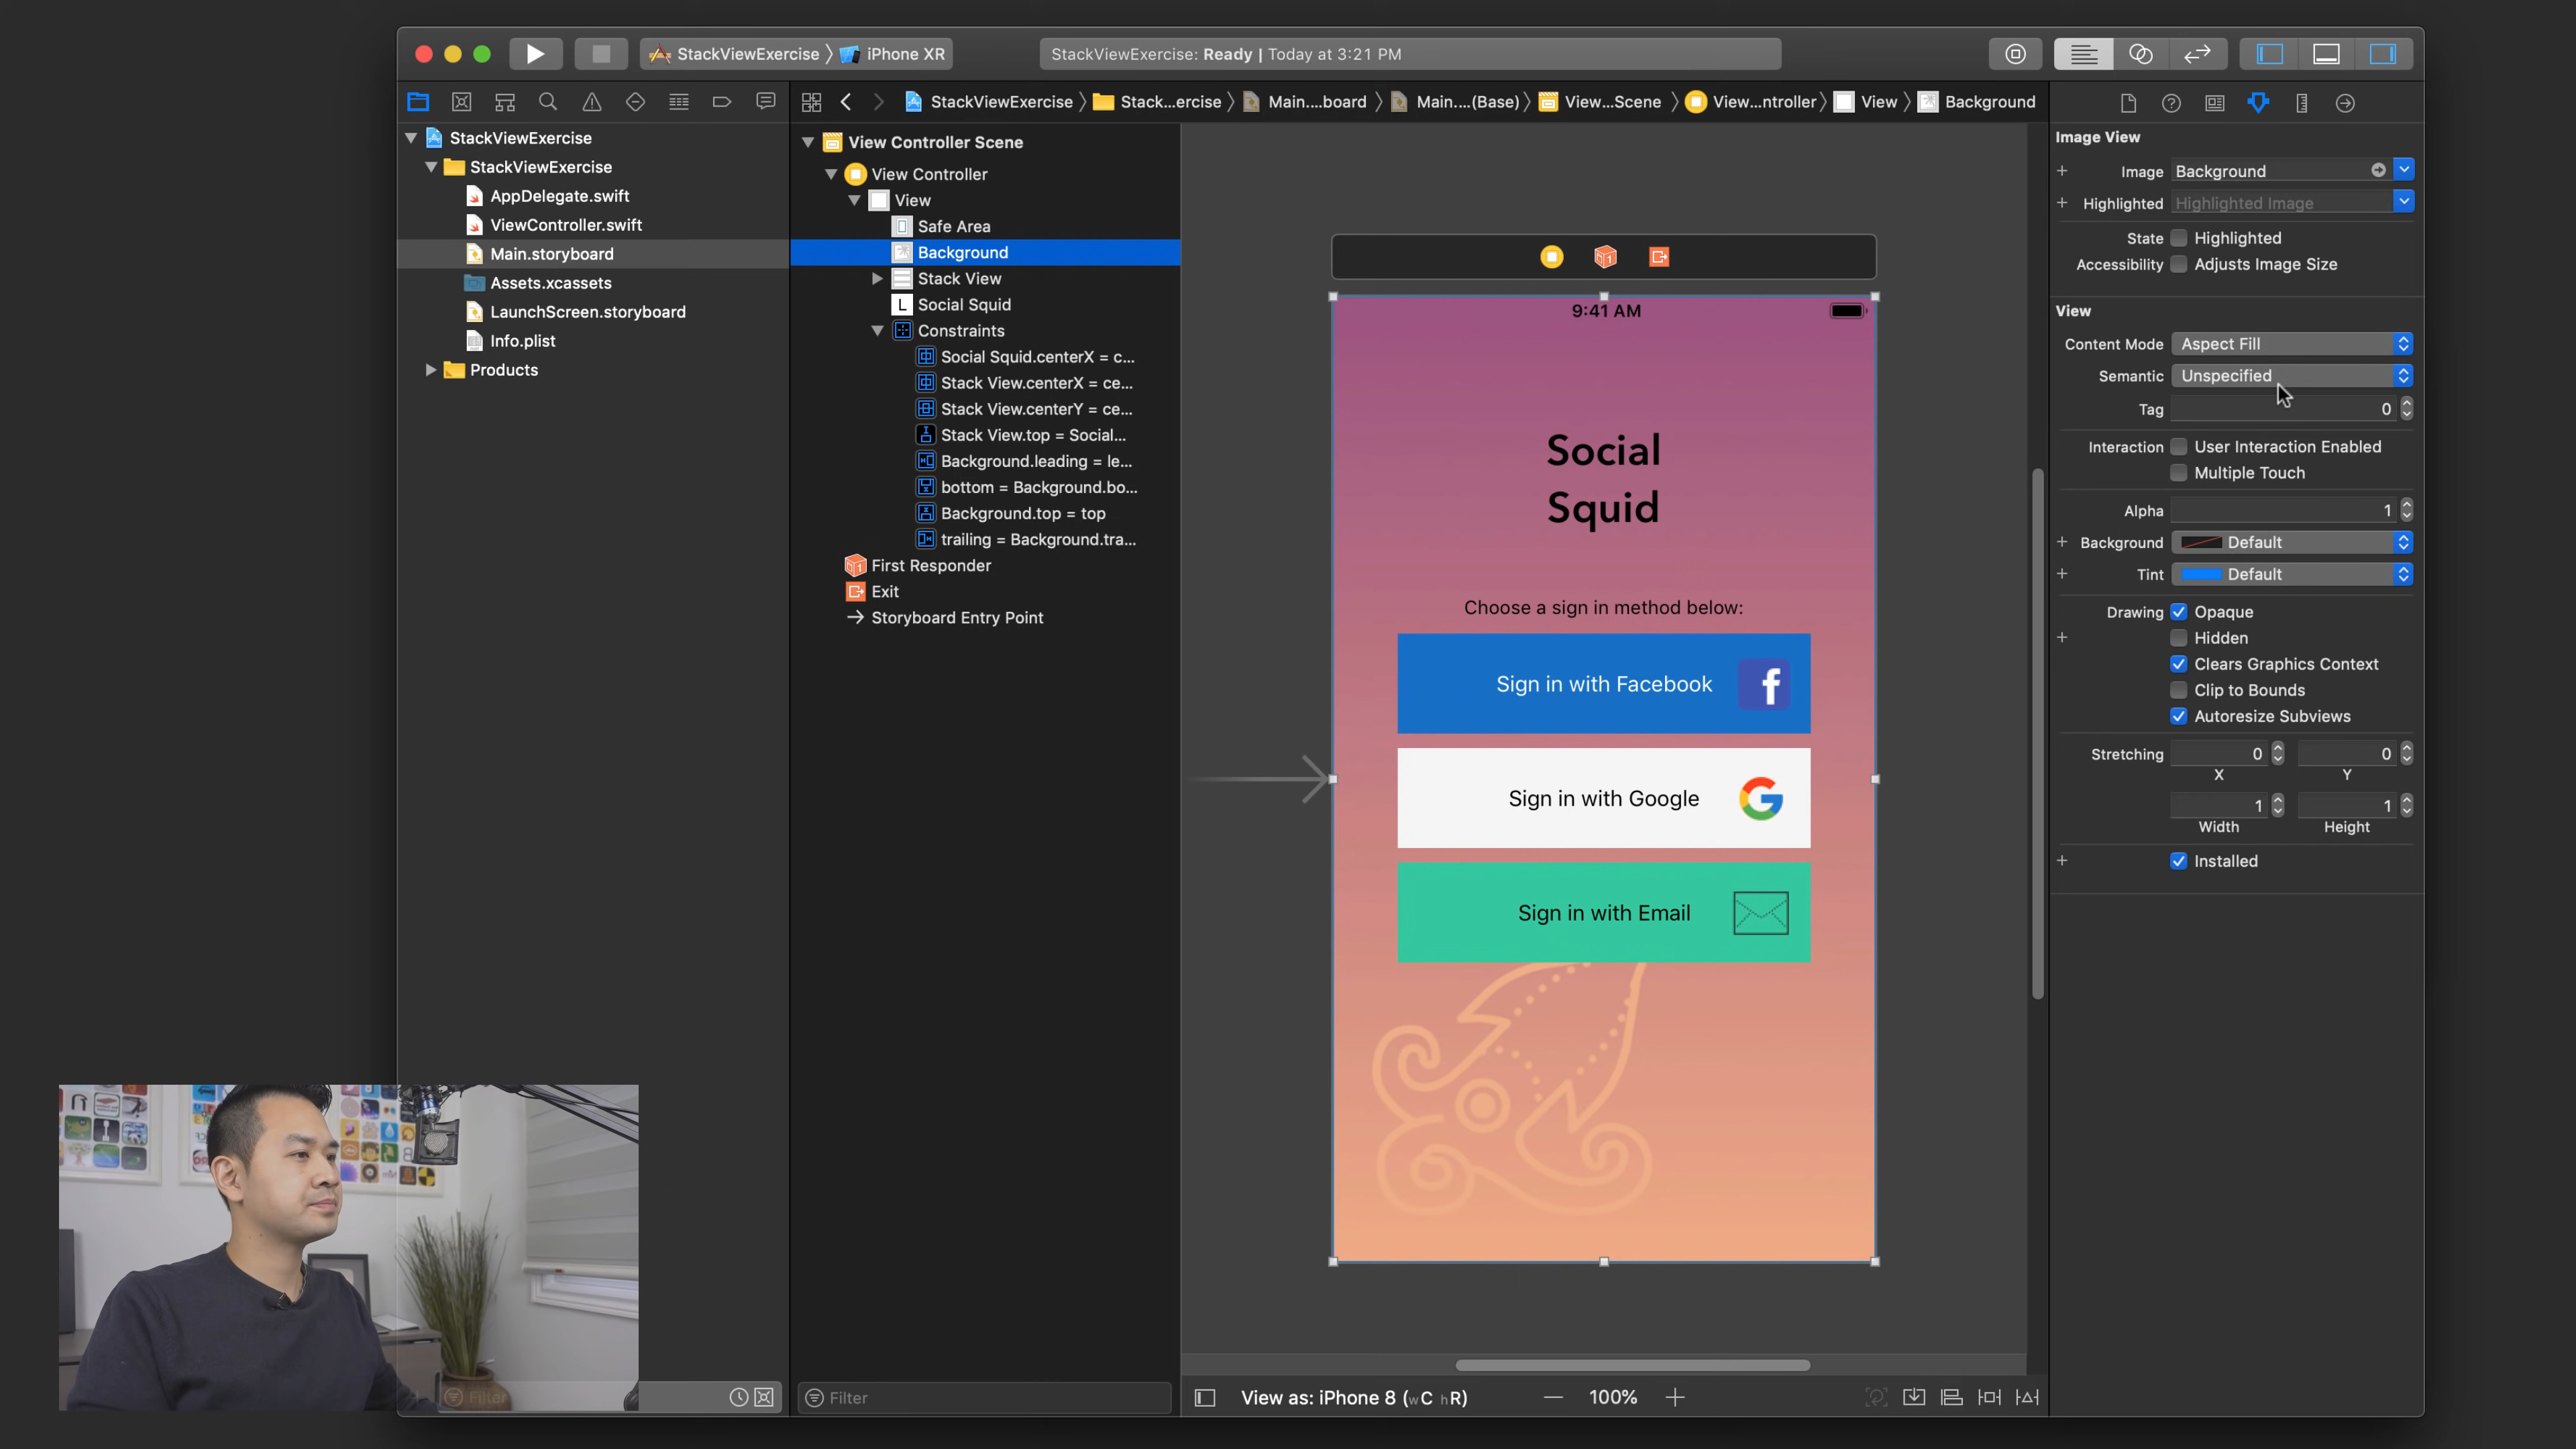 StackViewExercise 〉 iPhone XR
StackViewExercise: Ready | Today at 3:21 PM
StackViewExercise 〉 Stack...ercise 〉 Main....board 〉 Main....(Base) 〉 View...Scene 〉 View...ntroller 〉 View 〉 Background
StackViewExercise
StackViewExercise
AppDelegate.swift
ViewController.swift
Main.storyboard
Assets.xcassets
LaunchScreen.storyboard
Info.plist
Products
Filter
View Controller Scene
View Controller
View
Safe Area
Background
Stack View
L Social Squid
Constraints
Social Squid.centerX = c...
Stack View.centerX = ce...
Stack View.centerY = ce...
Stack View.top = Social...
Background.leading = le...
bottom = Background.bo...
Background.top = top
trailing = Background.tra...
First Responder
Exit
Storyboard Entry Point
Filter
9:41 AM
Social
Squid
Choose a sign in method below:
Sign in with Facebook f
Sign in with Google G
Sign in with Email
View as: iPhone 8 (wC hR)
100%
Image View
Image Background
Highlighted Highlighted Image
State Highlighted
Accessibility Adjusts Image Size
View
Content Mode Aspect Fill
Semantic Unspecified
Tag 0
Interaction User Interaction Enabled
Multiple Touch
Alpha 1
Background Default
Tint Default
Drawing Opaque
Hidden
Clears Graphics Context
Clip to Bounds
Autoresize Subviews
Stretching 0 0
X Y
1 1
Width Height
Installed